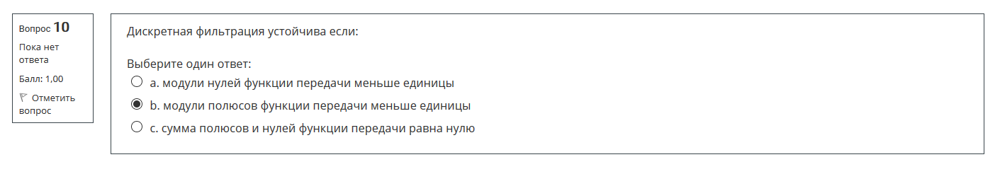 Вопрос 10
Пока нет
ответа
Балл: 1,00
Отметить
вопрос
Дискретная фильтрация устойчива если:
Выберите один ответ:
a. модули нулей функции передачи меньше единицы
b. модули полюсов функции передачи меньше единицы
c. сумма полюсов и нулей функции передачи равна нулю